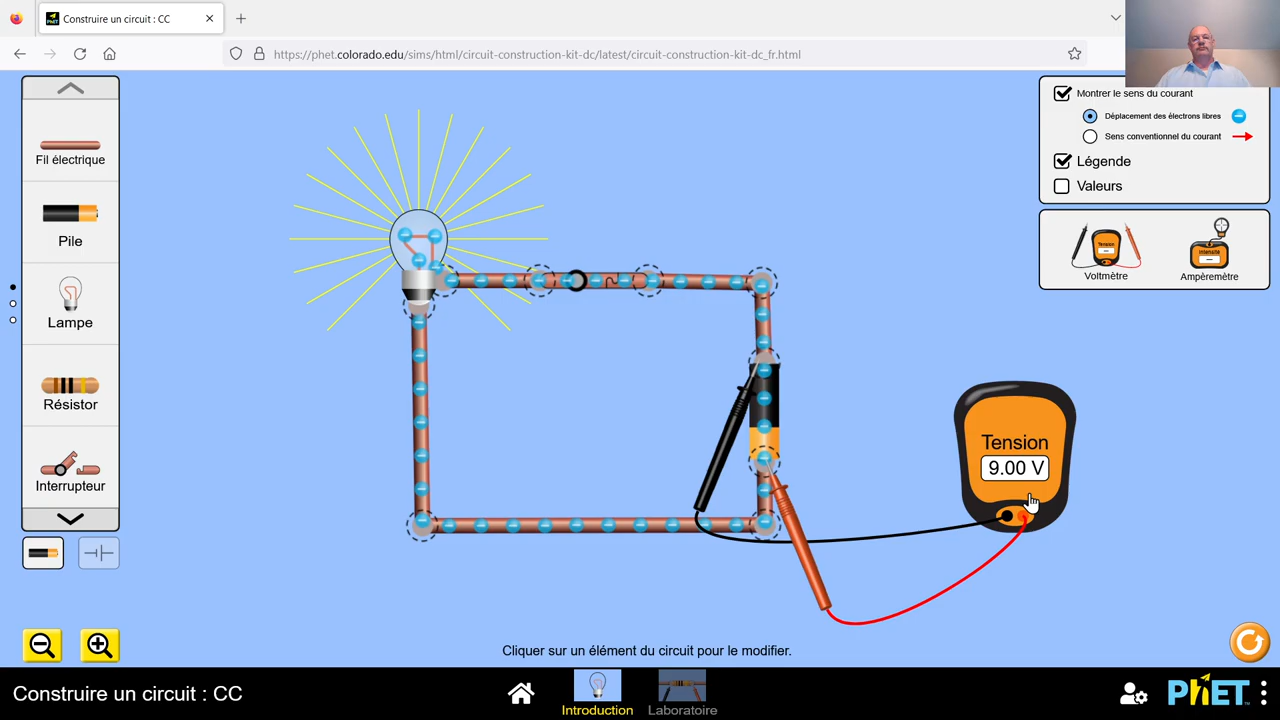 Construire un circuit : CC
https://phet.colorado.edu/sims/html/circuit-construction-kit-dc/latest/circuit-construction-kit-dc_fr.html
Fil électrique
Pile
Lampe
Résistor
Interrupteur
Montrer le sens du courant
Déplacement des électrons libres
Sens conventionnel du courant
Légende
Valeurs
Tension
Voltmètre
Intensité
Ampèremètre
Tension
9.00 V
Cliquer sur un élément du circuit pour le modifier.
Construire un circuit : CC
Introduction
Laboratoire
PhET